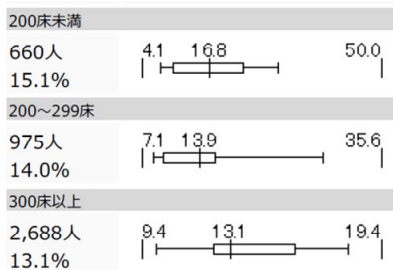 200床未満
660人
4.1 16.8 50.0
15.1%
200～299床
975人
7.1 13.9 35.6
14.0%
300床以上
2,688人
9.4 13.1 19.4
13.1%